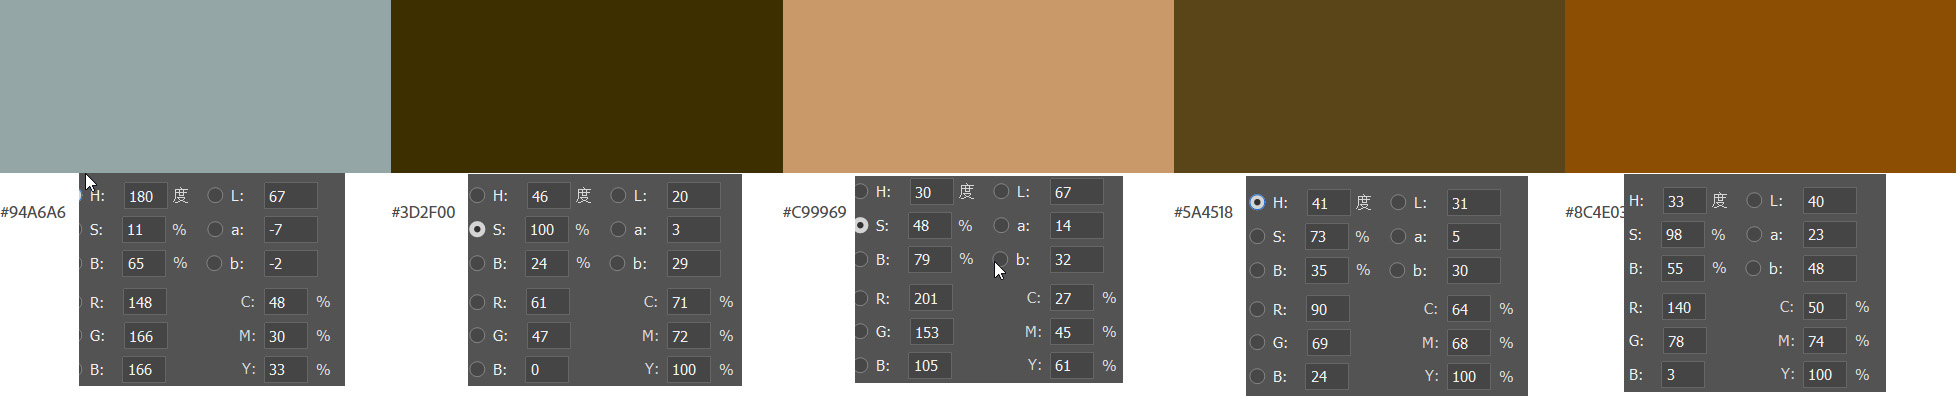 #94A6A6
H: 180 度 L: 67
S: 11 % a: -7
B: 65 % b: -2
R: 148 C: 48 %
G: 166 M: 30 %
B: 166 Y: 33 %
#3D2F00
H: 46 度 L: 20
S: 100 % a: 3
B: 24 % b: 29
R: 61 C: 71 %
G: 47 M: 72 %
B: 0 Y: 100 %
#C99969
H: 30 度 L: 67
S: 48 % a: 14
B: 79 % b: 32
R: 201 C: 27 %
G: 153 M: 45 %
B: 105 Y: 61 %
#5A4518
H: 41 度 L: 31
S: 73 % a: 5
B: 35 % b: 30
R: 90 C: 64 %
G: 69 M: 68 %
B: 24 Y: 100 %
#8C4E03
H: 33 度 L: 40
S: 98 % a: 23
B: 55 % b: 48
R: 140 C: 50 %
G: 78 M: 74 %
B: 3 Y: 100 %